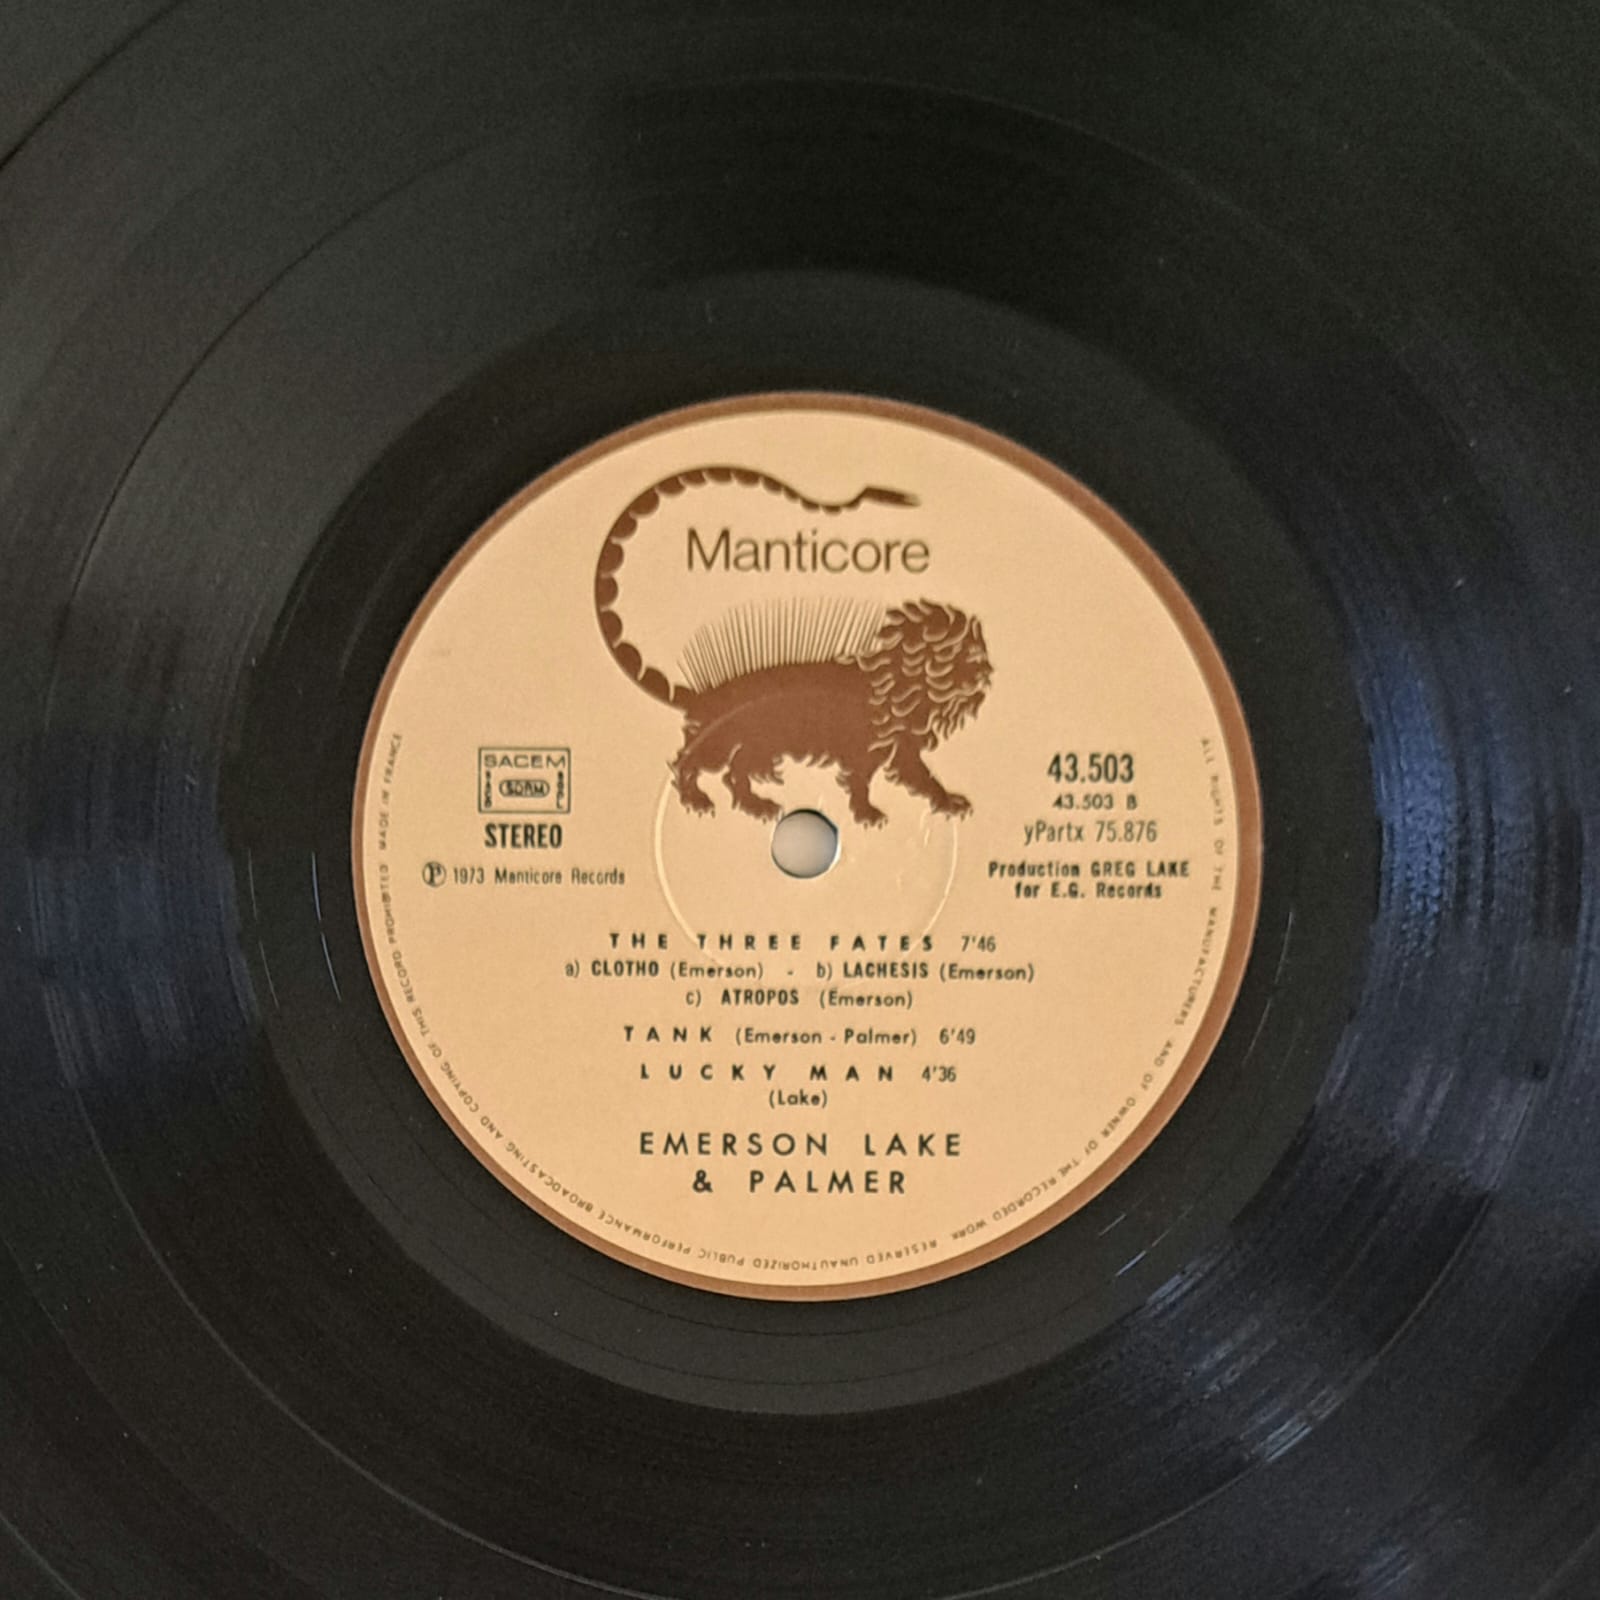 Manticore
SACEM
SDRM
STEREO
℗ 1973 Manticore Records
43.503
43.503 B
yPartx 75.876
Production GREG LAKE
for E.G. Records
THE THREE FATES 7'46
a) CLOTHO (Emerson) - b) LACHESIS (Emerson)
c) ATROPOS (Emerson)
TANK (Emerson - Palmer) 6'49
LUCKY MAN 4'36
(Lake)
EMERSON LAKE
& PALMER
ALL RIGHTS OF THE MANUFACTURERS AND OF OWNER OF THE RECORDED WORK RESERVED UNAUTHORIZED PUBLIC PERFORMANCE BROADCASTING AND COPYING OF THIS RECORD PROHIBITED MADE IN FRANCE